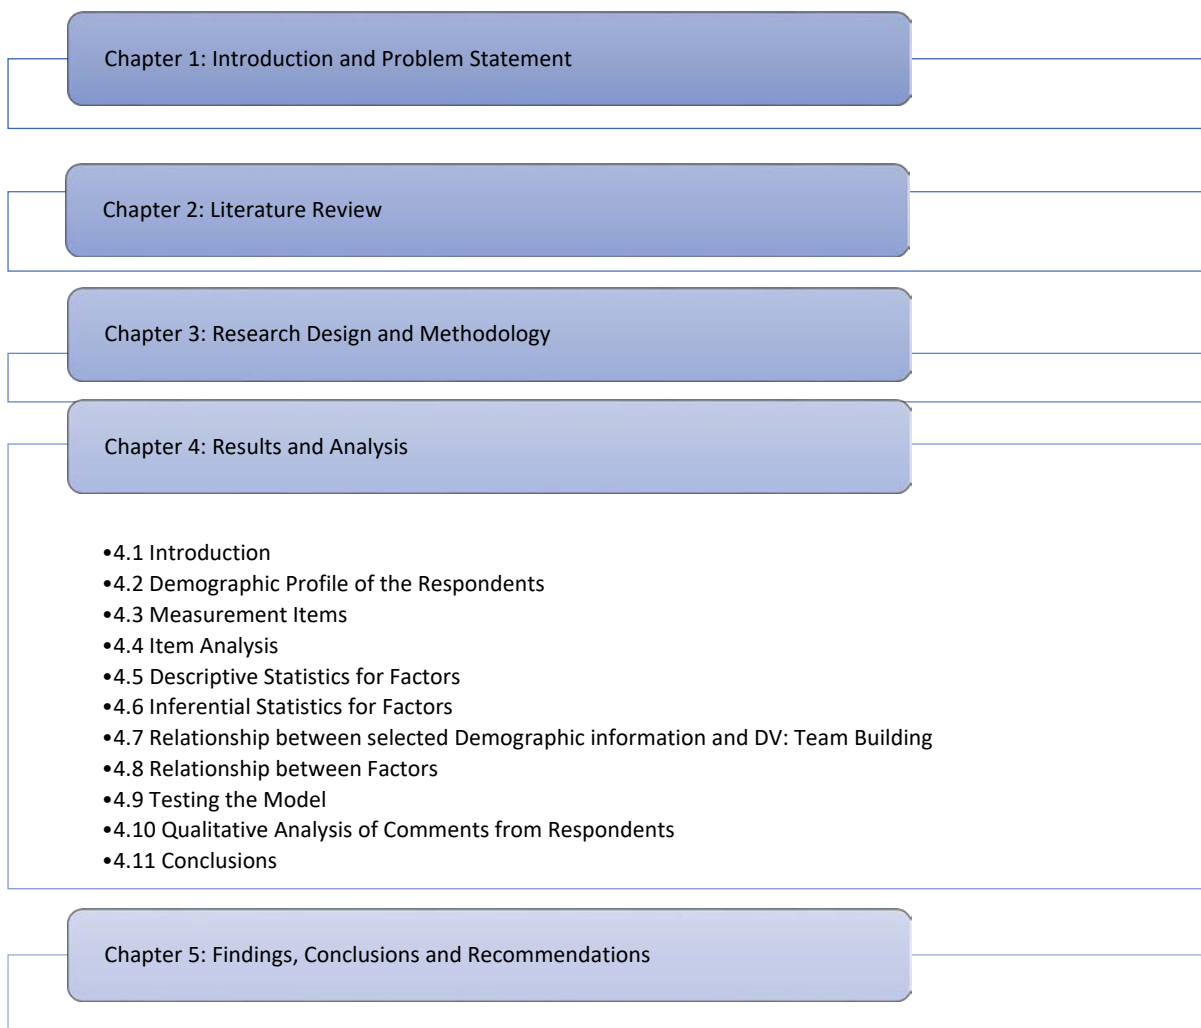 Chapter 1: Introduction and Problem Statement
Chapter 2: Literature Review
Chapter 3: Research Design and Methodology
Chapter 4: Results and Analysis
•4.1 Introduction
•4.2 Demographic Profile of the Respondents
•4.3 Measurement Items
•4.4 Item Analysis
•4.5 Descriptive Statistics for Factors
•4.6 Inferential Statistics for Factors
•4.7 Relationship between selected Demographic information and DV: Team Building
•4.8 Relationship between Factors
•4.9 Testing the Model
•4.10 Qualitative Analysis of Comments from Respondents
•4.11 Conclusions
Chapter 5: Findings, Conclusions and Recommendations